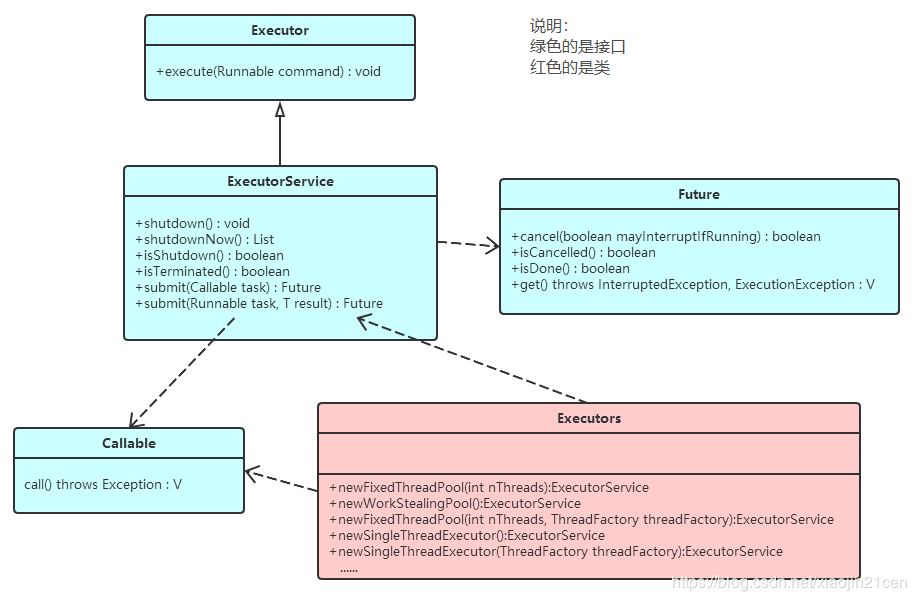 Executor
+execute(Runnable command) : void
说明：
绿色的是接口
红色的是类
ExecutorService
+shutdown() : void
+shutdownNow() : List
+isShutdown() : boolean
+isTerminated() : boolean
+submit(Callable task) : Future
+submit(Runnable task, T result) : Future
Future
+cancel(boolean mayInterruptIfRunning) : boolean
+isCancelled() : boolean
+isDone() : boolean
+get() throws InterruptedException, ExecutionException : V
Callable
call() throws Exception : V
Executors
+newFixedThreadPool(int nThreads):ExecutorService
+newWorkStealingPool():ExecutorService
+newFixedThreadPool(int nThreads, ThreadFactory threadFactory):ExecutorService
+newSingleThreadExecutor():ExecutorService
+newSingleThreadExecutor(ThreadFactory threadFactory):ExecutorService
......
https://blog.csdn.net/xiaojin21cen